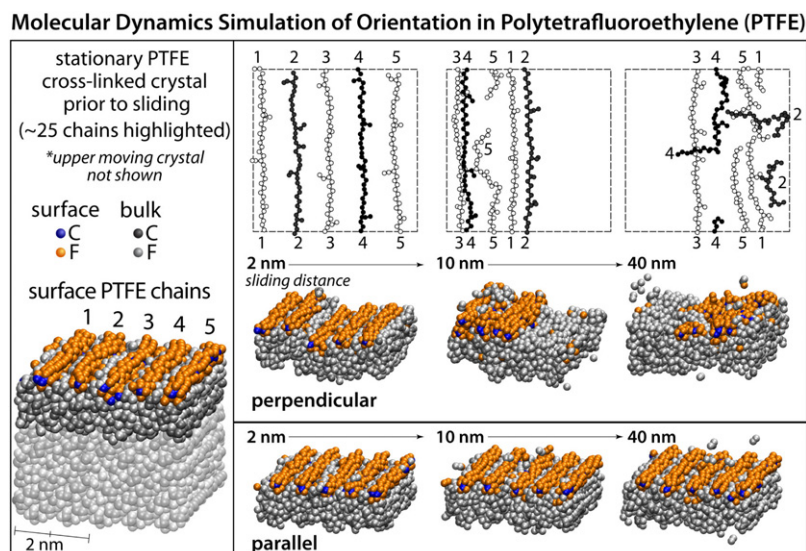 Molecular Dynamics Simulation of Orientation in Polytetrafluoroethylene (PTFE)
stationary PTFE
cross-linked crystal
prior to sliding
(~25 chains highlighted)
*upper moving crystal
not shown
surface bulk
C C
F F
surface PTFE chains
1 2 3 4 5
2 nm
1 2 3 4 5
1 2 3 4 5
3 4 5 1 2
5
3 4 5 1 2
3 4 5 1
2
4
2
3 4 5 1
2 nm 10 nm 40 nm
sliding distance
perpendicular
2 nm 10 nm 40 nm
parallel